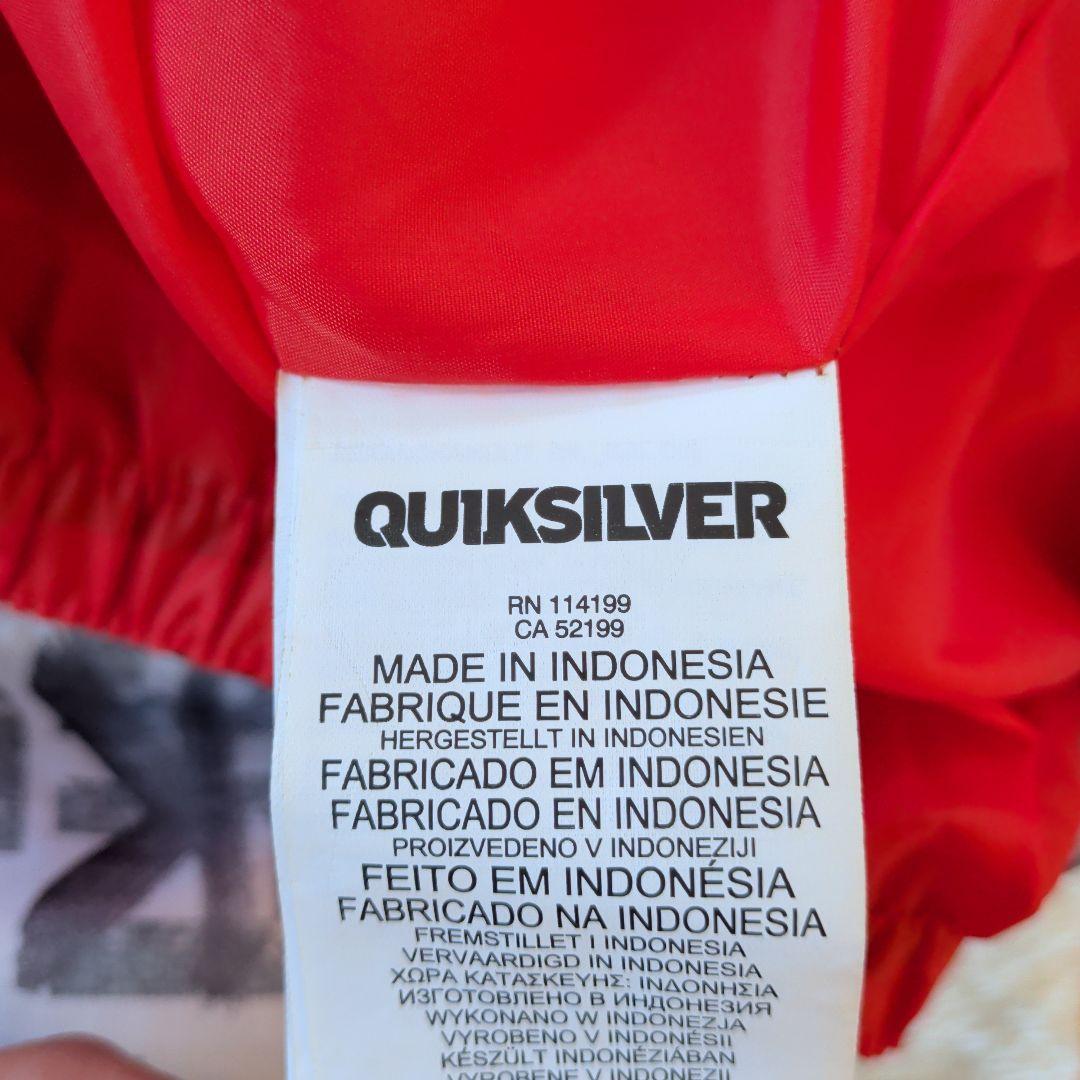 QUIKSILVER
RN 114199
CA 52199
MADE IN INDONESIA
FABRIQUE EN INDONESIE
HERGESTELLT IN INDONESIEN
FABRICADO EM INDONESIA
FABRICADO EN INDONESIA
PROIZVEDENO V INDONEZIJI
FEITO EM INDONÉSIA
FABRICADO NA INDONESIA
FREMSTILLET I INDONESIA
VERVAARDIGD IN INDONESIA
ΧΩΡΑ ΚΑΤΑΣΚΕΥΗΣ: ΙΝΔΟΝΗΣΙΑ
ИЗГОТОВЛЕНО В ИНДОНЕЗИЯ
WYKONANO W INDONEZJA
VYROBENO V INDONÉSII
KÉSZÜLT INDONÉZIÁBAN
VYROBENE V INDONEZII